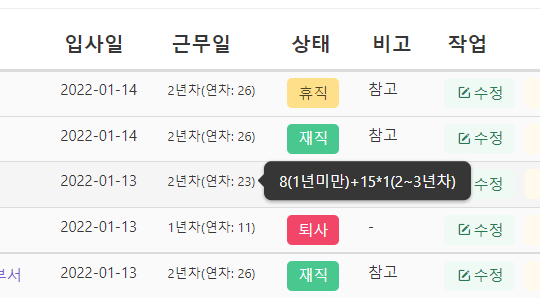 입사일 근무일 상태 비고 작업
2022-01-14 2년차(연차: 26) 휴직 참고 수정
2022-01-14 2년차(연차: 26) 재직 참고 수정
2022-01-13 2년차(연차: 23) 8(1년미만)+15*1(2~3년차) 수정
2022-01-13 1년차(연차: 11) 퇴사 - 수정
부서 2022-01-13 2년차(연차: 26) 재직 참고 수정